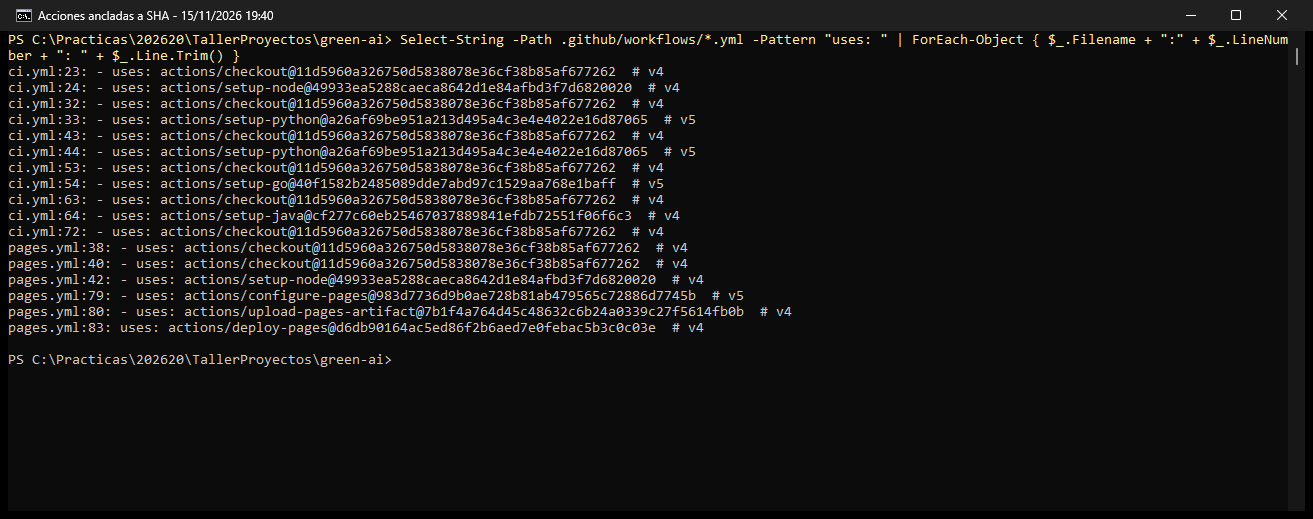 Acciones ancladas a SHA - 15/11/2026 19:40
PS C:\Practicas\202620\TallerProyectos\green-ai> Select-String -Path .github/workflows/*.yml -Pattern "uses: " | ForEach-Object { $_.Filename + ":" + $_.LineNum
ber + ": " + $_.Line.Trim() }
ci.yml:23: - uses: actions/checkout@11d5960a326750d5838078e36cf38b85af677262  # v4
ci.yml:24: - uses: actions/setup-node@49933ea5288caeca8642d1e84afbd3f7d6820020  # v4
ci.yml:32: - uses: actions/checkout@11d5960a326750d5838078e36cf38b85af677262  # v4
ci.yml:33: - uses: actions/setup-python@a26af69be951a213d495a4c3e4e4022e16d87065  # v5
ci.yml:43: - uses: actions/checkout@11d5960a326750d5838078e36cf38b85af677262  # v4
ci.yml:44: - uses: actions/setup-python@a26af69be951a213d495a4c3e4e4022e16d87065  # v5
ci.yml:53: - uses: actions/checkout@11d5960a326750d5838078e36cf38b85af677262  # v4
ci.yml:54: - uses: actions/setup-go@40f1582b2485089dde7abd97c1529aa768e1baff  # v5
ci.yml:63: - uses: actions/checkout@11d5960a326750d5838078e36cf38b85af677262  # v4
ci.yml:64: - uses: actions/setup-java@cf277c60eb25467037889841efdb72551f06f6c3  # v4
ci.yml:72: - uses: actions/checkout@11d5960a326750d5838078e36cf38b85af677262  # v4
pages.yml:38: - uses: actions/checkout@11d5960a326750d5838078e36cf38b85af677262  # v4
pages.yml:40: - uses: actions/checkout@11d5960a326750d5838078e36cf38b85af677262  # v4
pages.yml:42: - uses: actions/setup-node@49933ea5288caeca8642d1e84afbd3f7d6820020  # v4
pages.yml:79: - uses: actions/configure-pages@983d7736d9b0ae728b81ab479565c72886d7745b  # v5
pages.yml:80: - uses: actions/upload-pages-artifact@7b1f4a764d45c48632c6b24a0339c27f5614fb0b  # v4
pages.yml:83: uses: actions/deploy-pages@d6db90164ac5ed86f2b6aed7e0febac5b3c0c03e  # v4
PS C:\Practicas\202620\TallerProyectos\green-ai>